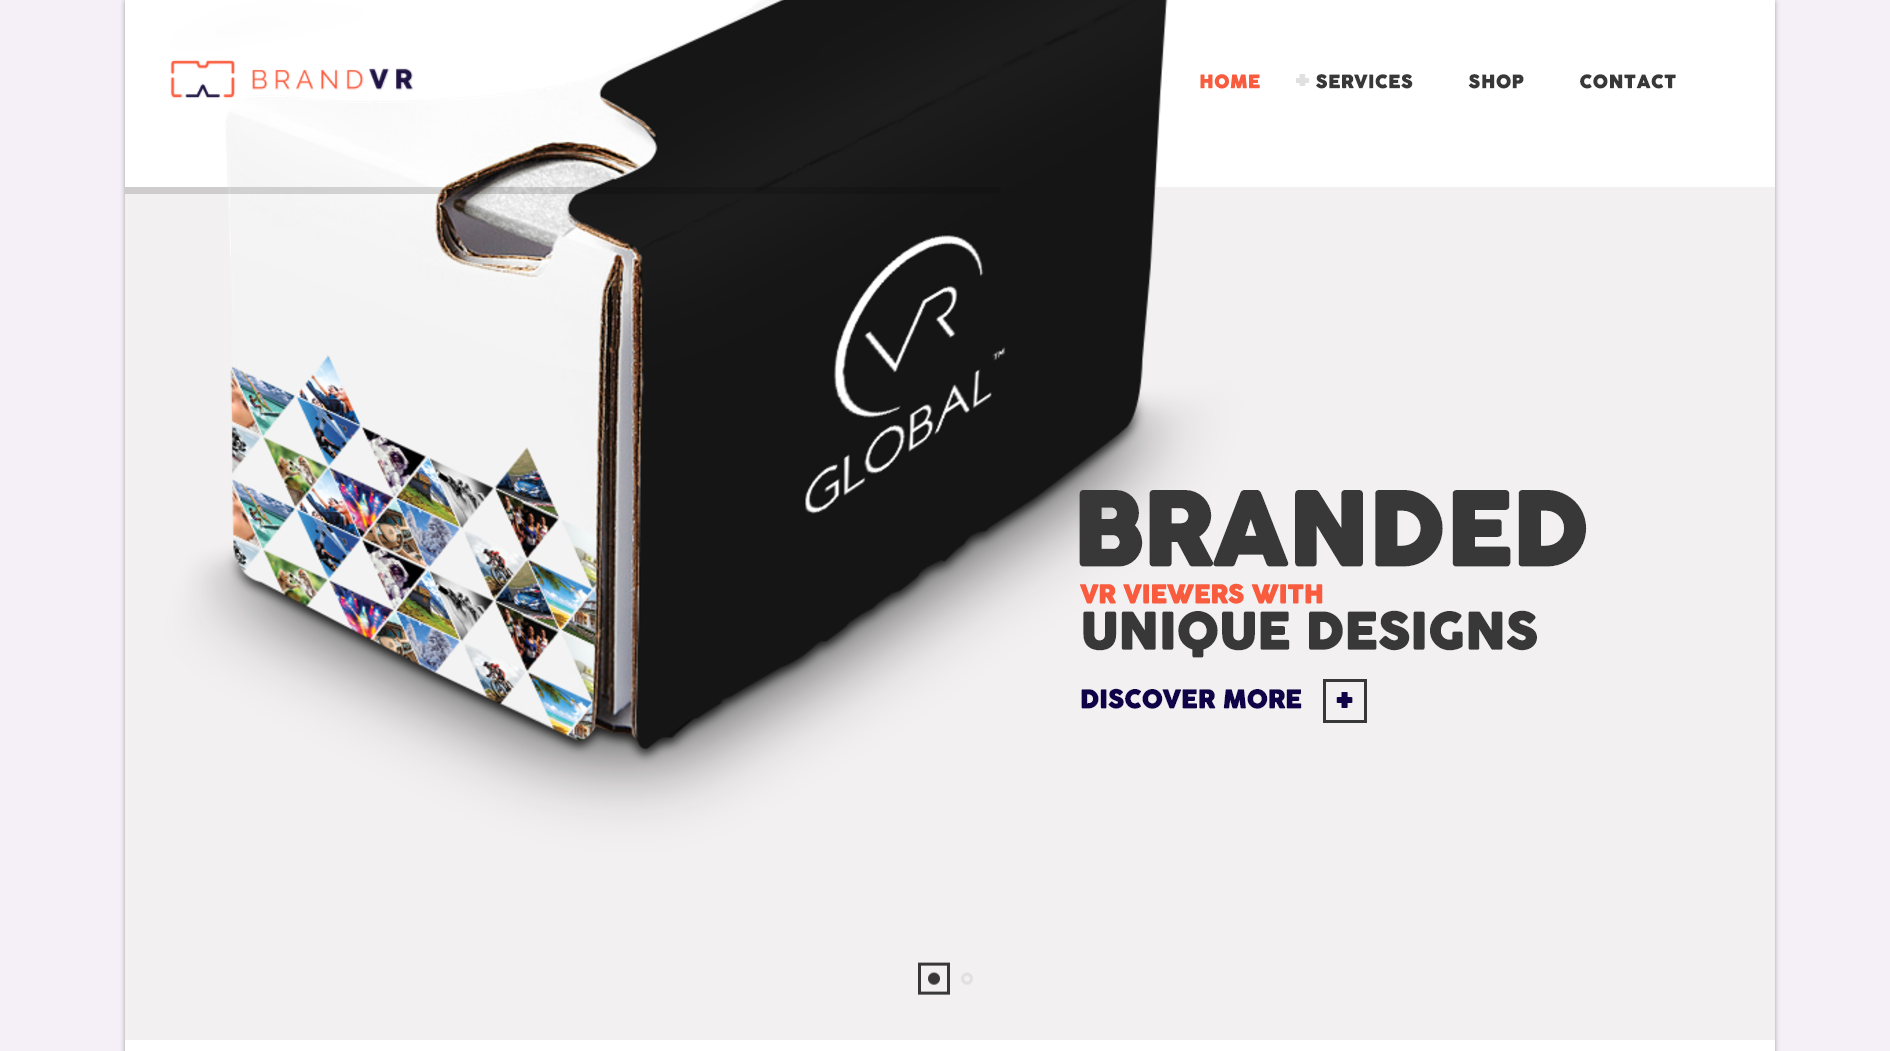 BRANDVR
HOME
+ SERVICES
SHOP
CONTACT
VR
GLOBAL™
BRANDED
VR VIEWERS WITH
UNIQUE DESIGNS
DISCOVER MORE +